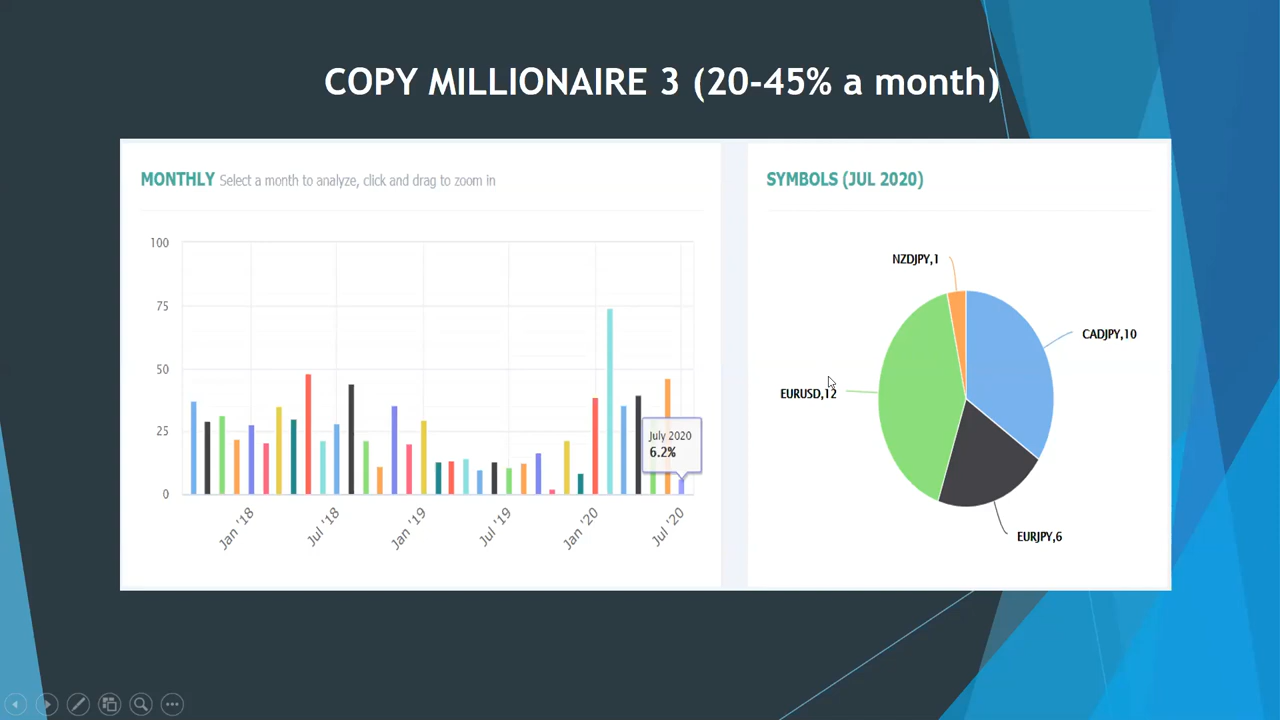 COPY MILLIONAIRE 3 (20-45% a month)
MONTHLY Select a month to analyze, click and drag to zoom in
100
75
50
25
0
July 2020
6.2%
Jan '18
Jul '18
Jan '19
Jul '19
Jan '20
Jul '20
SYMBOLS (JUL 2020)
NZDJPY,1
CADJPY,10
EURUSD,12
EURJPY,6